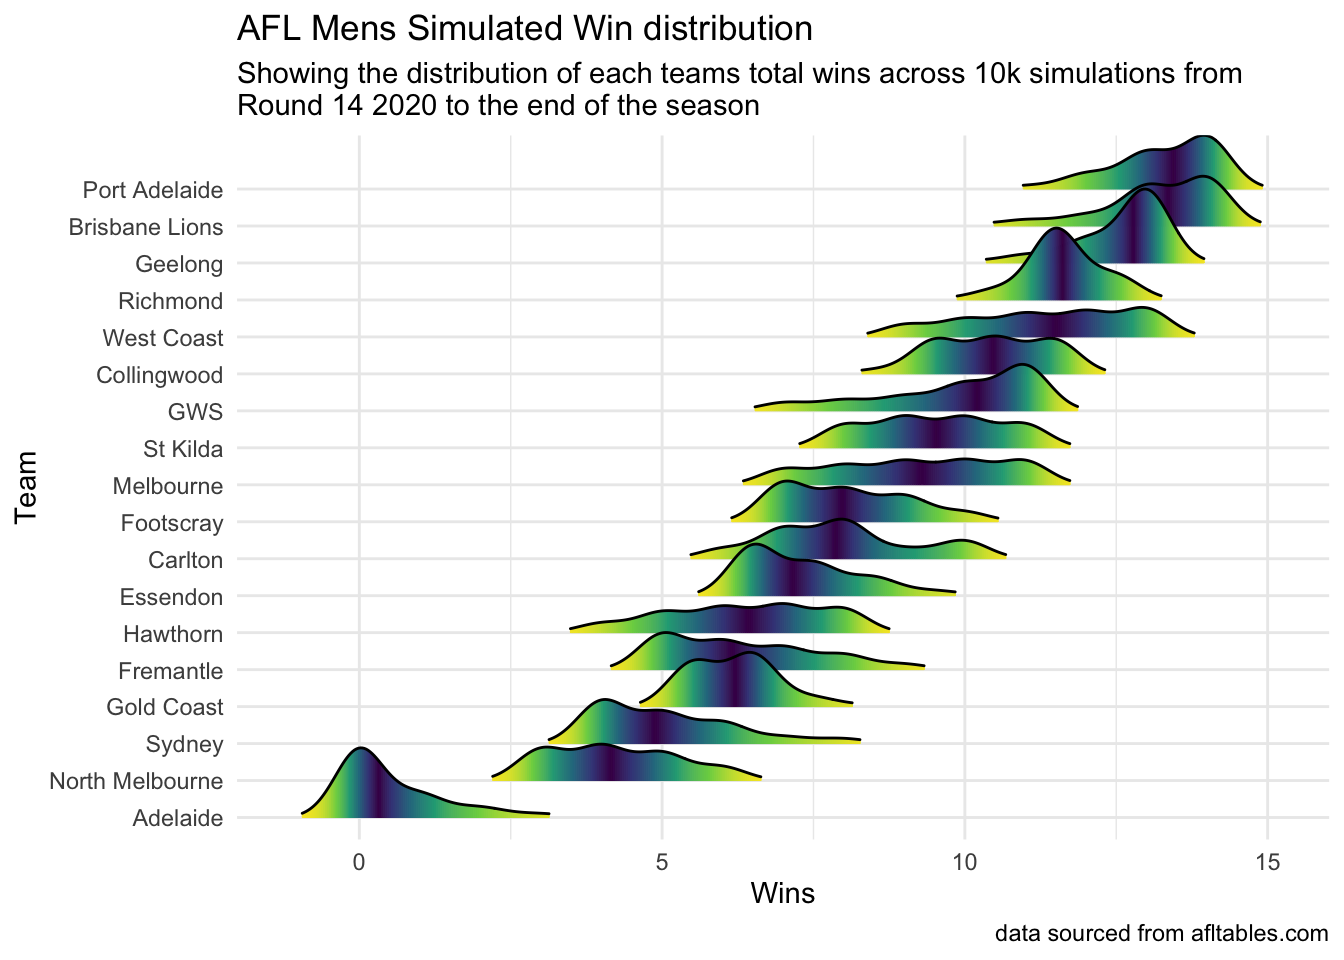 AFL Mens Simulated Win distribution
Showing the distribution of each teams total wins across 10k simulations from
Round 14 2020 to the end of the season
Team
Port Adelaide
Brisbane Lions
Geelong
Richmond
West Coast
Collingwood
GWS
St Kilda
Melbourne
Footscray
Carlton
Essendon
Hawthorn
Fremantle
Gold Coast
Sydney
North Melbourne
Adelaide
0 5 10 15
Wins
data sourced from afltables.com